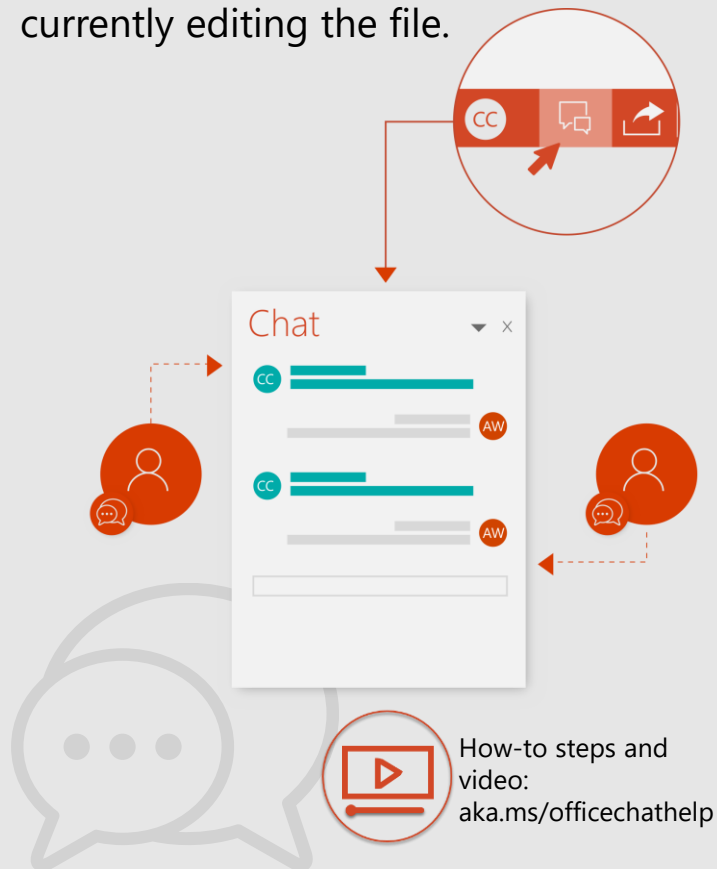 currently editing the file.
CC
Chat
X
CC
AW
CC
AW
How-to steps and
video:
aka.ms/officechathelp